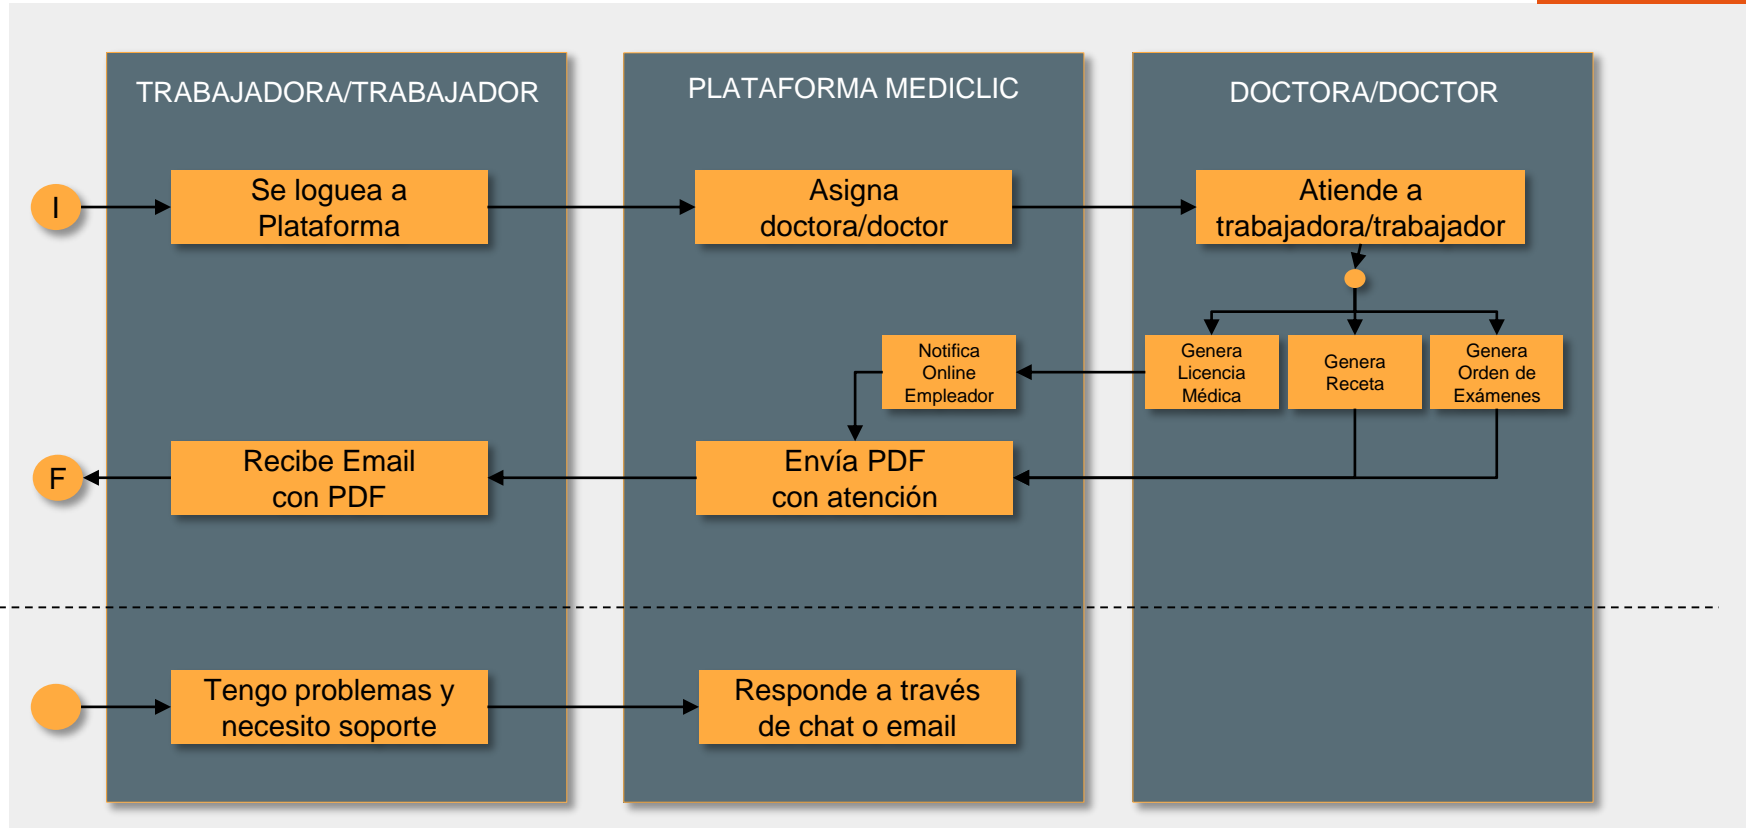 TRABAJADORA/TRABAJADOR
PLATAFORMA MEDICLIC
DOCTORA/DOCTOR
I
Se loguea a
Plataforma
Asigna
doctora/doctor
Atiende a
trabajadora/trabajador
Notifica
Online
Empleador
Genera
Licencia
Médica
Genera
Receta
Genera
Orden de
Exámenes
F
Recibe Email
con PDF
Envía PDF
con atención
Tengo problemas y
necesito soporte
Responde a través
de chat o email